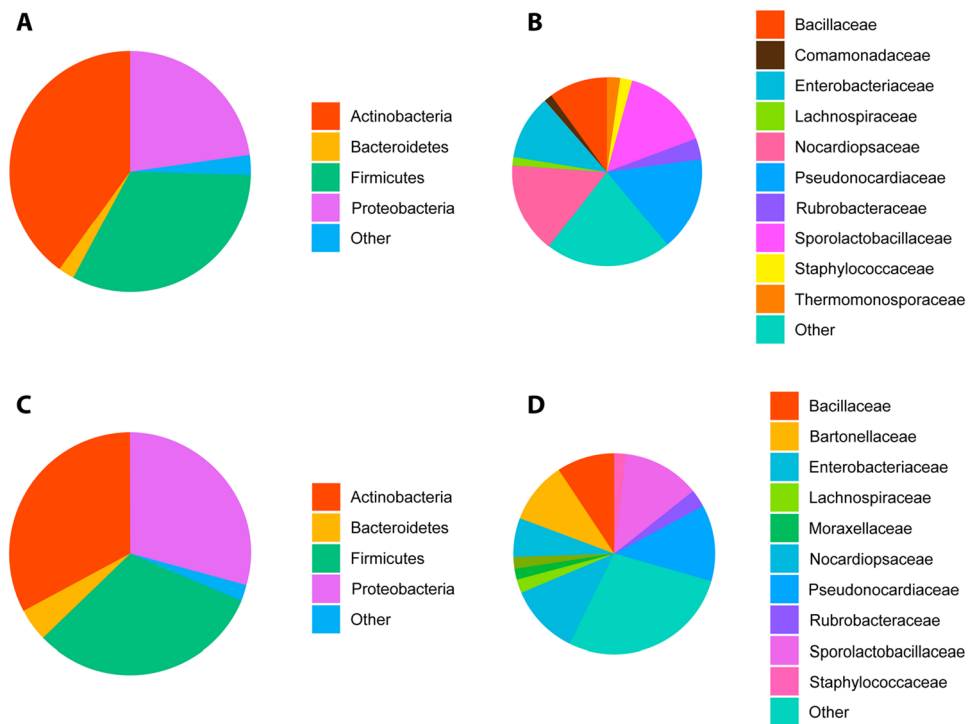 A
Actinobacteria
Bacteroidetes
Firmicutes
Proteobacteria
Other
B
Bacillaceae
Comamonadaceae
Enterobacteriaceae
Lachnospiraceae
Nocardiopsaceae
Pseudonocardiaceae
Rubrobacteraceae
Sporolactobacillaceae
Staphylococcaceae
Thermomonosporaceae
Other
C
Actinobacteria
Bacteroidetes
Firmicutes
Proteobacteria
Other
D
Bacillaceae
Bartonellaceae
Enterobacteriaceae
Lachnospiraceae
Moraxellaceae
Nocardiopsaceae
Pseudonocardiaceae
Rubrobacteraceae
Sporolactobacillaceae
Staphylococcaceae
Other